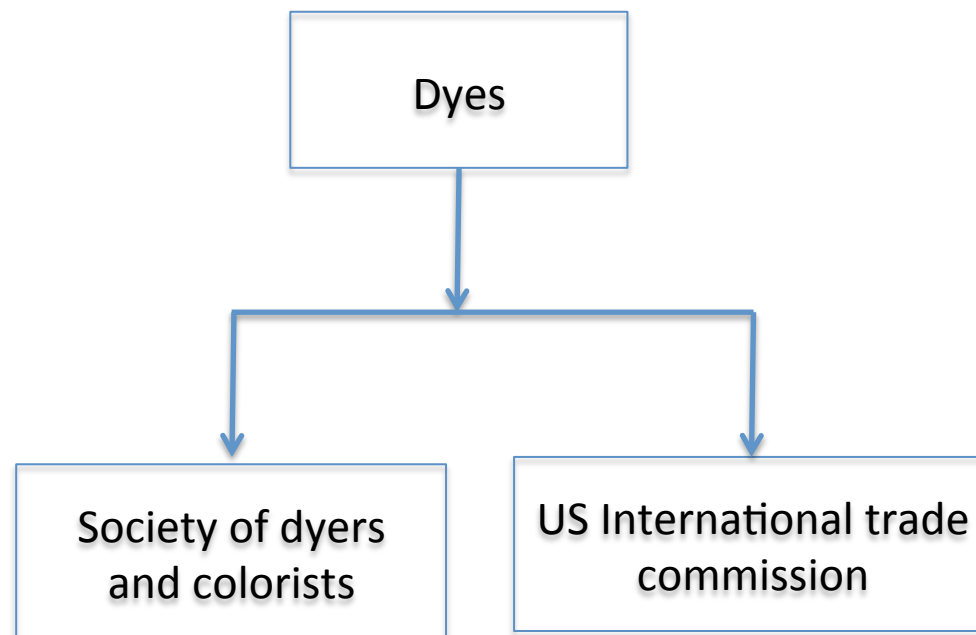 Dyes
Society of dyers
and colorists
US International trade
commission